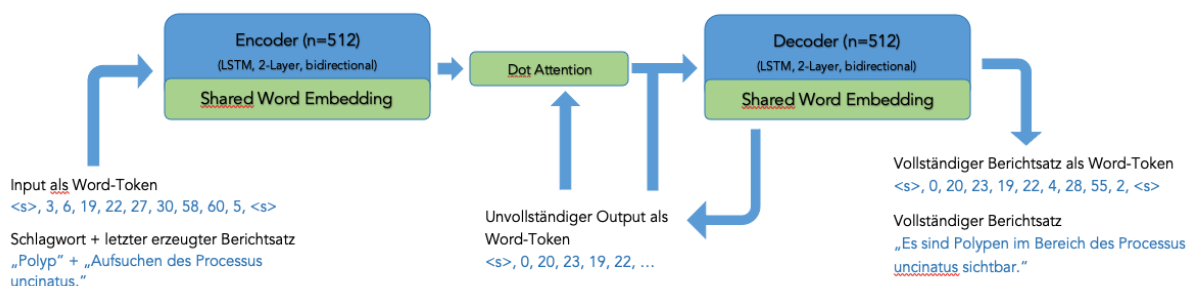 Encoder (n=512)
(LSTM, 2-Layer, bidirectional)
Shared Word Embedding
Dot Attention
Decoder (n=512)
(LSTM, 2-Layer, bidirectional)
Shared Word Embedding
Input als Word-Token
<s>, 3, 6, 19, 22, 27, 30, 58, 60, 5, <s>
Schlagwort + letzter erzeugter Berichtsatz
„Polyp“ + „Aufsuchen des Processus
uncinatus.“
Unvollständiger Output als
Word-Token
<s>, 0, 20, 23, 19, 22, …
Vollständiger Berichtsatz als Word-Token
<s>, 0, 20, 23, 19, 22, 4, 28, 55, 2, <s>
Vollständiger Berichtsatz
„Es sind Polypen im Bereich des Processus
uncinatus sichtbar.“